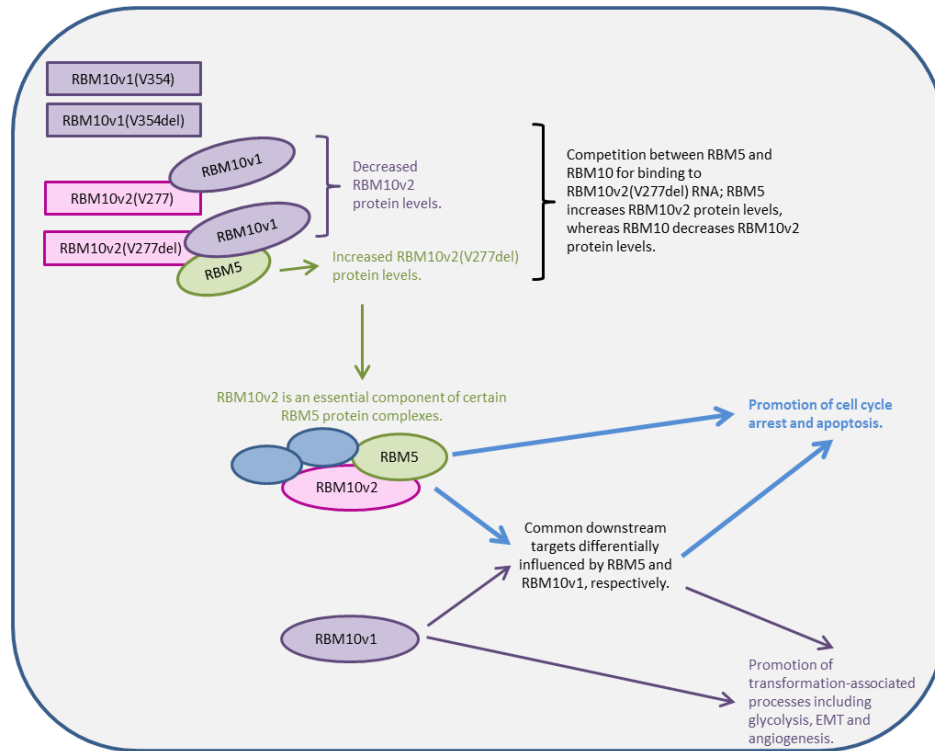 RBM10v1(V354)
RBM10v1(V354del)
RBM10v1
RBM10v2(V277)
RBM10v1
RBM10v2(V277del)
RBM5
Decreased
RBM10v2
protein levels.
Increased RBM10v2(V277del)
protein levels.
Competition between RBM5 and
RBM10 for binding to
RBM10v2(V277del) RNA; RBM5
increases RBM10v2 protein levels,
whereas RBM10 decreases RBM10v2
protein levels.
RBM10v2 is an essential component of certain
RBM5 protein complexes.
RBM5
RBM10v2
Promotion of cell cycle
arrest and apoptosis.
Common downstream
targets differentially
influenced by RBM5 and
RBM10v1, respectively.
RBM10v1
Promotion of
transformation-associated
processes including
glycolysis, EMT and
angiogenesis.